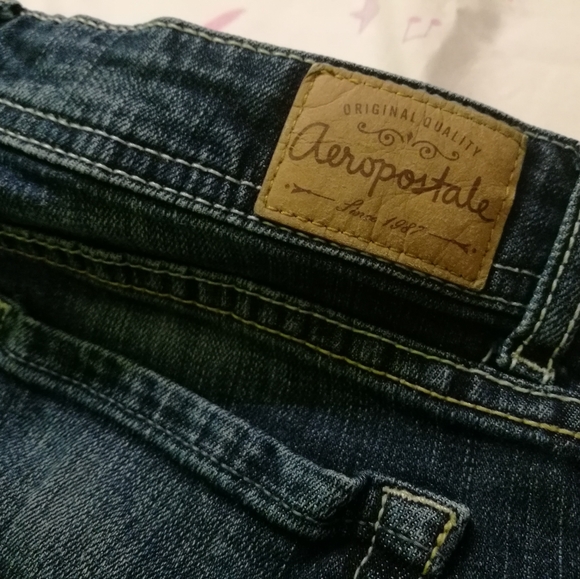 ORIGINAL QUALITY
Aeropostale
Since 1987